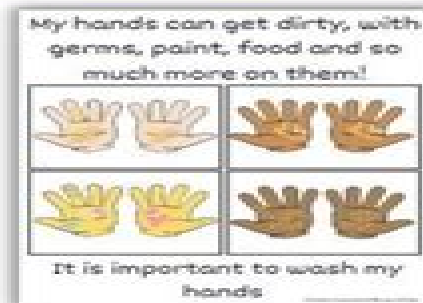 My hands can get dirty, with
germs, paint, food and so
much more on them!
It is important to wash my
hands